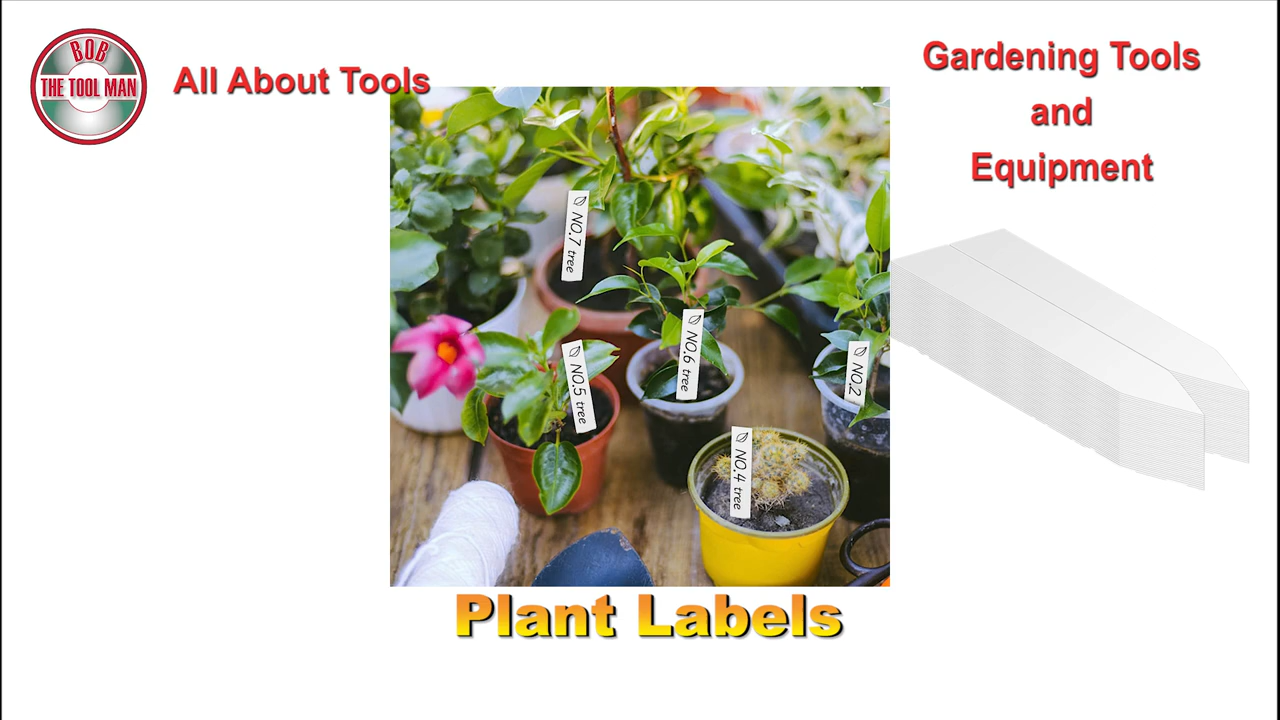 BOB
THE TOOL MAN
All About Tools
Gardening Tools
and
Equipment
NO.7 tree
NO.6 tree
NO.5 tree
NO.2
NO.4 tree
Plant Labels